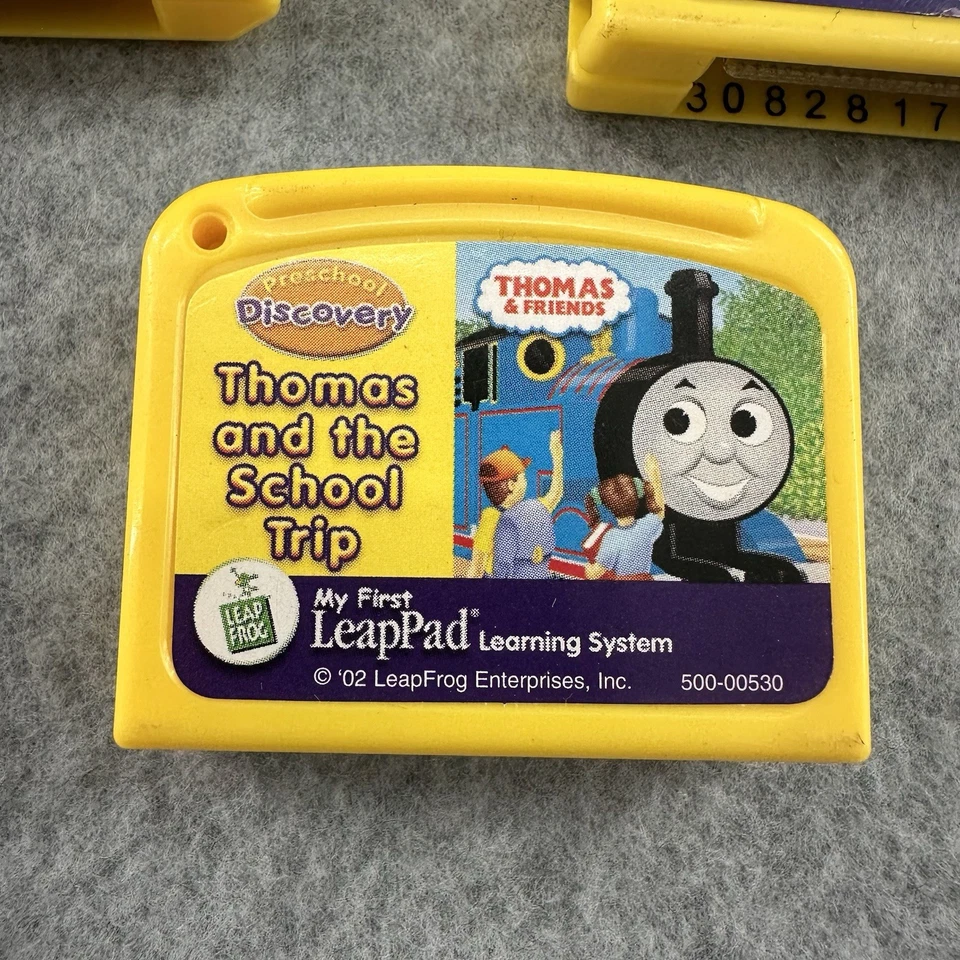 3082817
Preschool
Discovery
Thomas
and the
School
Trip
THOMAS
& FRIENDS
LEAP
FROG
My First
LeapPad® Learning System
© '02 LeapFrog Enterprises, Inc. 500-00530